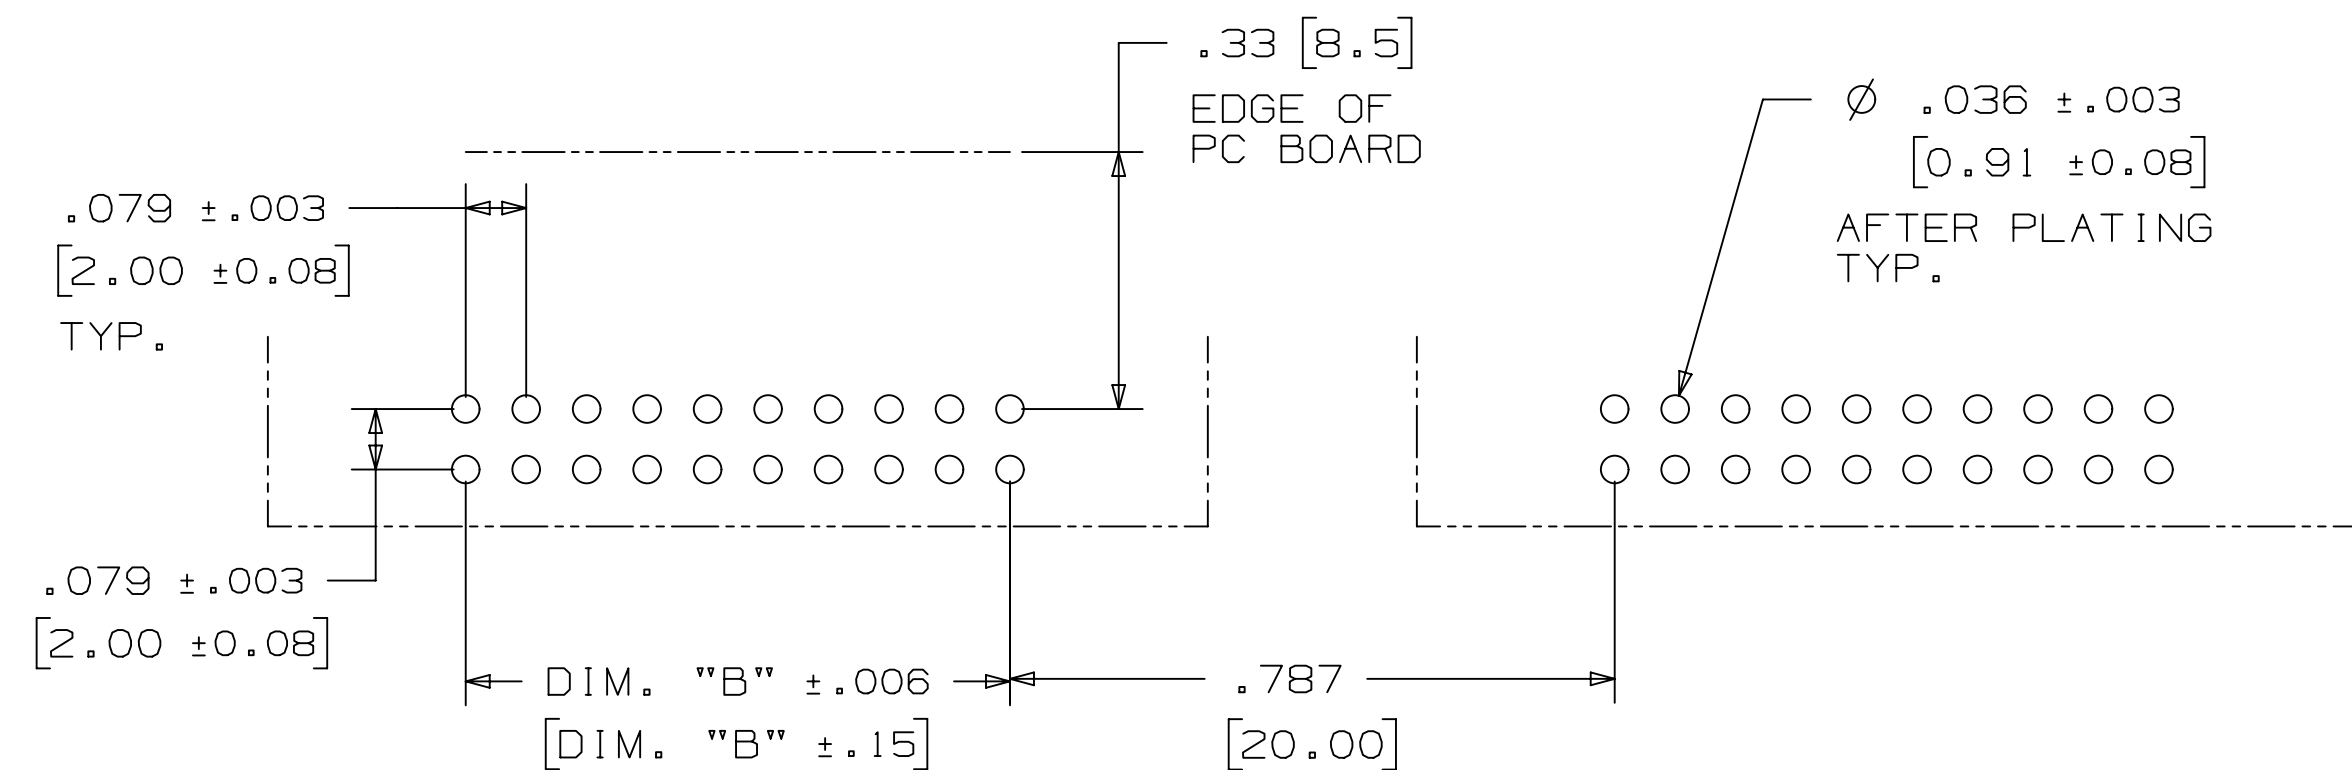 .33 [8.5]
EDGE OF
PC BOARD
Ø .036 ±.003
[0.91 ±0.08]
AFTER PLATING
TYP.
.079 ±.003
[2.00 ±0.08]
TYP.
.079 ±.003
[2.00 ±0.08]
DIM. "B" ±.006
[DIM. "B" ±.15]
.787
[20.00]